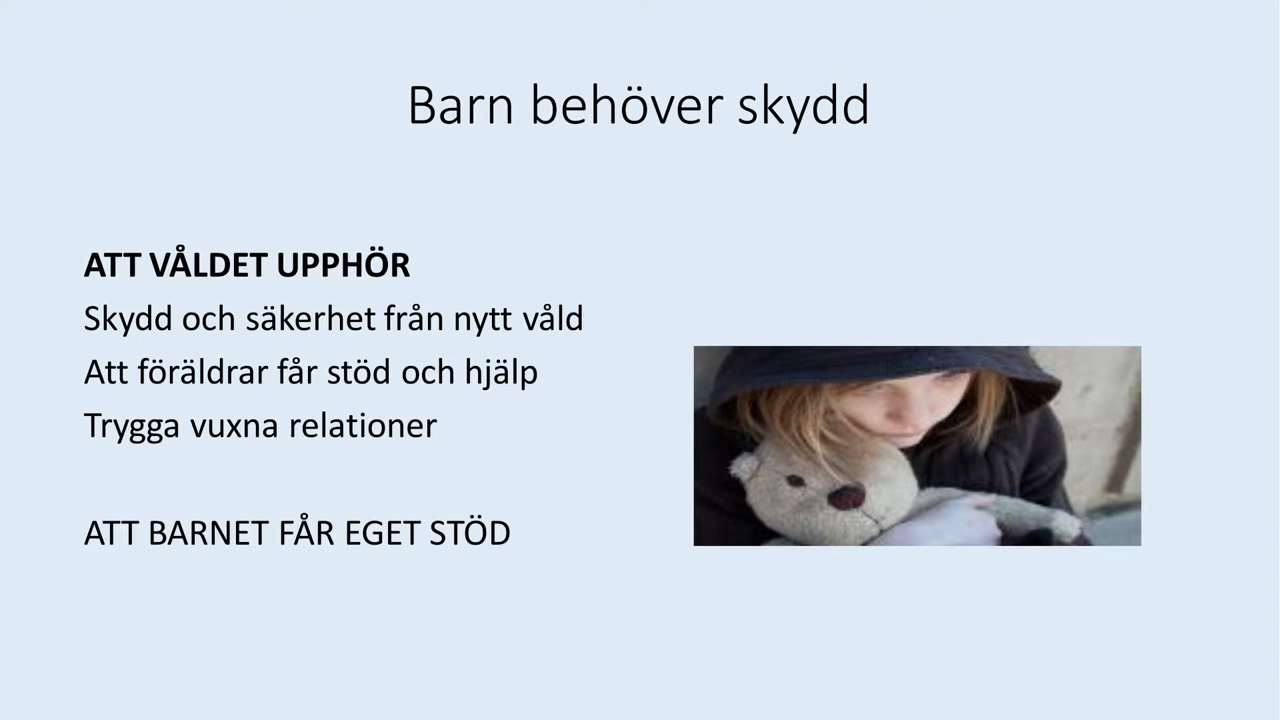 Barn behöver skydd
ATT VÅLDET UPPHÖR
Skydd och säkerhet från nytt våld
Att föräldrar får stöd och hjälp
Trygga vuxna relationer
ATT BARNET FÅR EGET STÖD